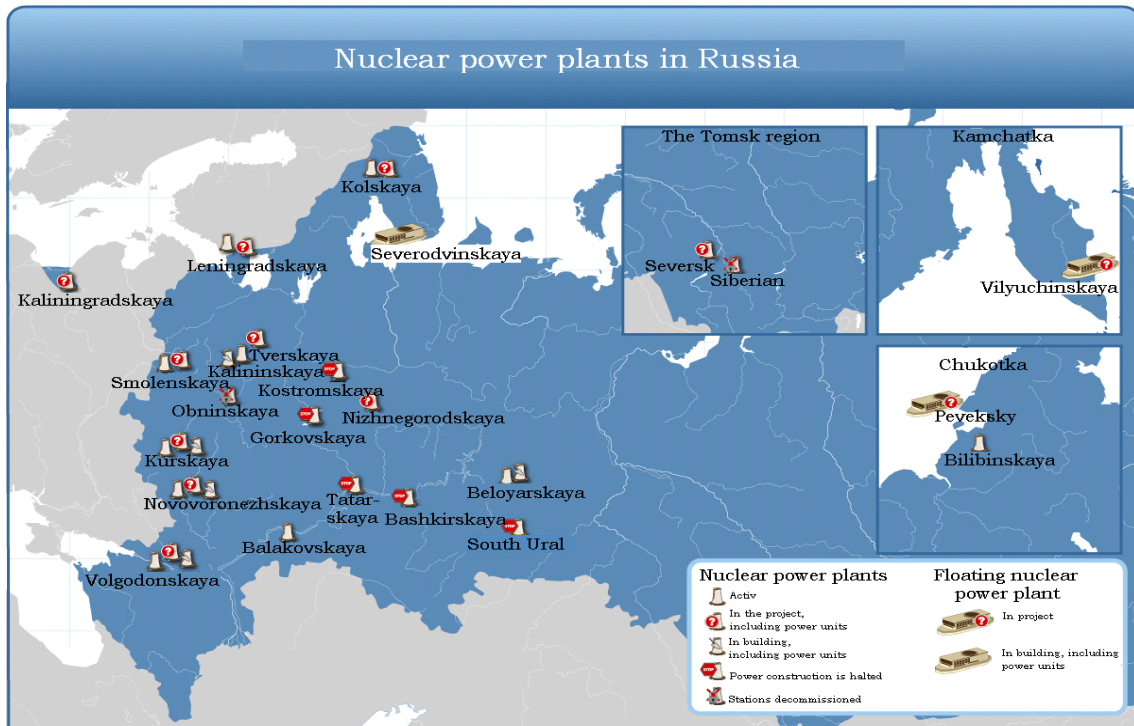 Nuclear power plants in Russia
The Tomsk region
Kamchatka
Kolskaya
Severodvinskaya
Leningradskaya
Kaliningradskaya
Seversk
Siberian
Vilyuchinskaya
Tverskaya
Kalininskaya
Smolenskaya
Kostromskaya
Obninskaya
Nizhnegorodskaya
Gorkovskaya
Chukotka
Peveksky
Bilibinskaya
Kurskaya
Novovoronezhskaya
Tatar-
skaya
Bashkirskaya
Beloyarskaya
South Ural
Balakovskaya
Volgodonskaya
Nuclear power plants
Activ
In the project,
including power units
In building,
including power units
STOP
Power construction is halted
Stations decommissioned
Floating nuclear
power plant
In project
In building, including
power units